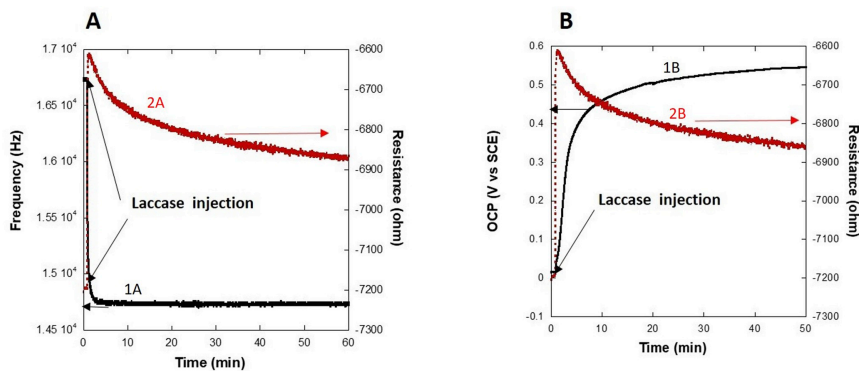 A
1.7 10⁴
1.65 10⁴
1.6 10⁴
1.55 10⁴
1.5 10⁴
1.45 10⁴
Frequency (Hz)
0 10 20 30 40 50 60
Time (min)
-6600
-6700
-6800
-6900
-7000
-7100
-7200
-7300
Resistance (ohm)
2A
Laccase injection
1A
B
0.6
0.5
0.4
0.3
0.2
0.1
0
-0.1
OCP (V vs SCE)
0 10 20 30 40 50
Time (min)
-6600
-6700
-6800
-6900
-7000
-7100
-7200
-7300
Resistance (ohm)
1B
2B
Laccase injection